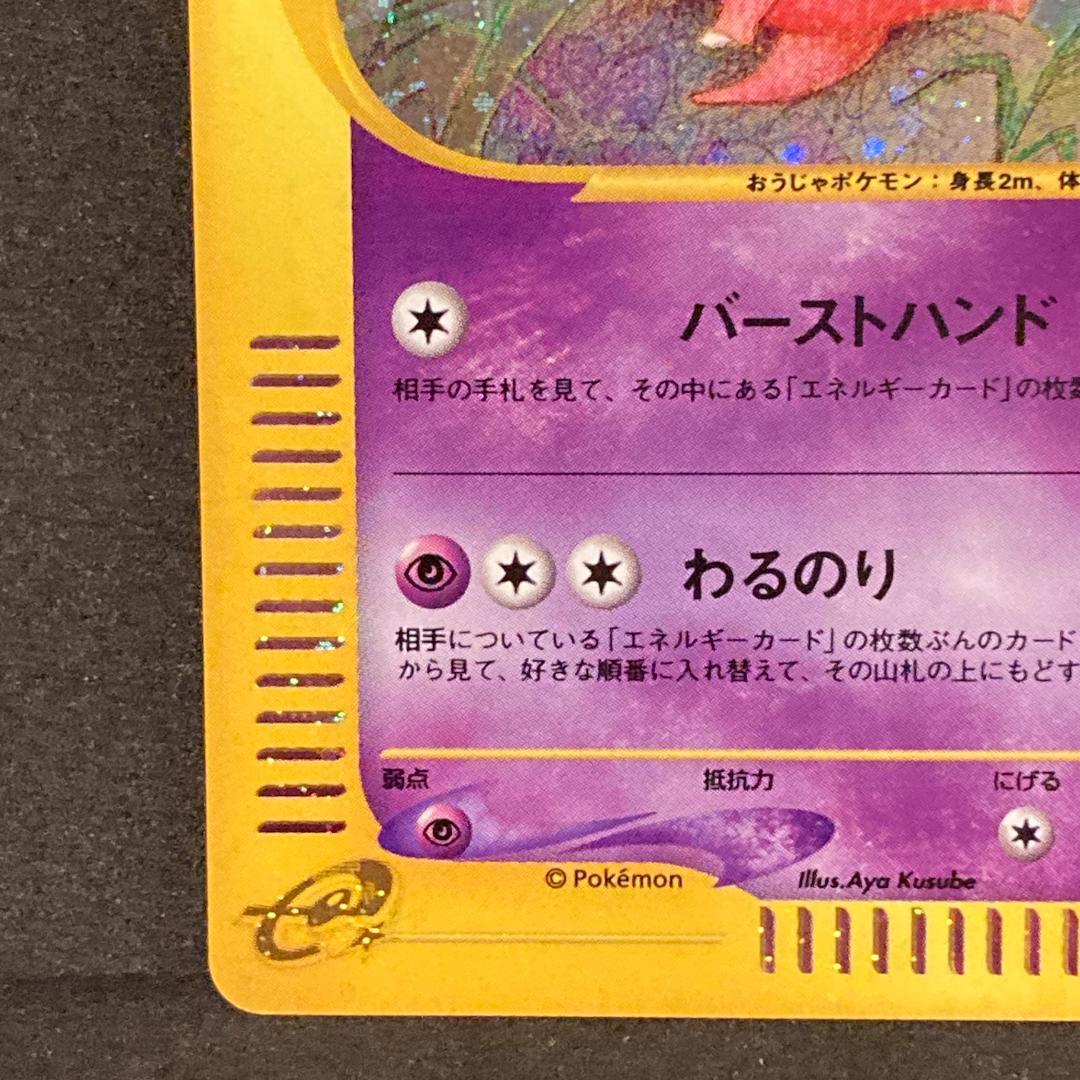 おうじゃポケモン：身長2m、体
バーストハンド
相手の手札を見て、その中にある「エネルギーカード」の枚数
わるのり
相手についている「エネルギーカード」の枚数ぶんのカード
から見て、好きな順番に入れ替えて、その山札の上にもどす
弱点 抵抗力 にげる
© Pokémon Illus.Aya Kusube
e